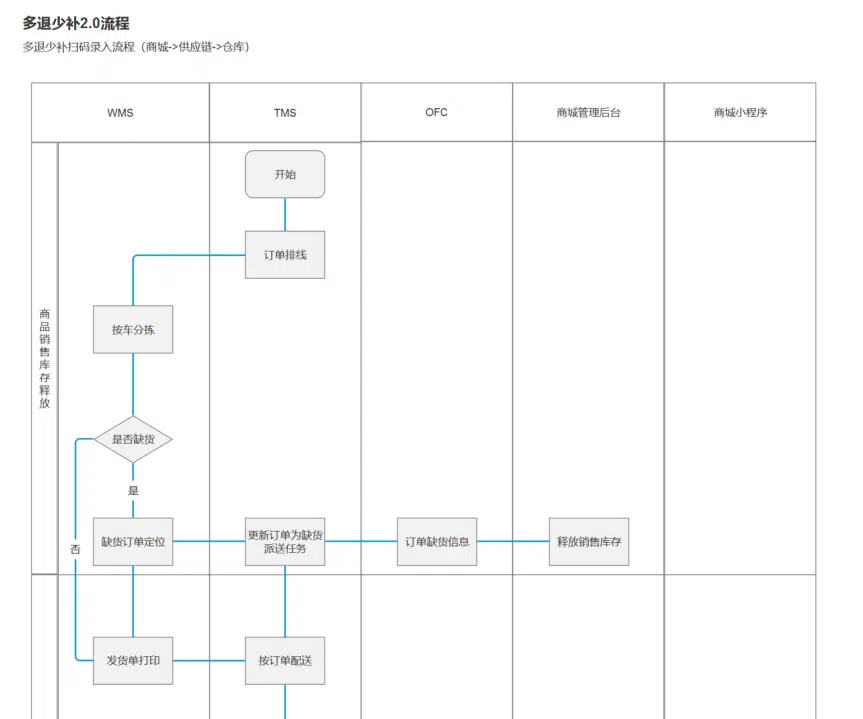 多退少补2.0流程
多退少补扫码录入流程（商城->供应链->仓库）
WMS
TMS
OFC
商城管理后台
商城小程序
开始
订单排线
商品销售库存释放
按车分拣
是否缺货
是
缺货订单定位
更新订单为缺货
派送任务
订单缺货信息
释放销售库存
否
发货单打印
按订单配送